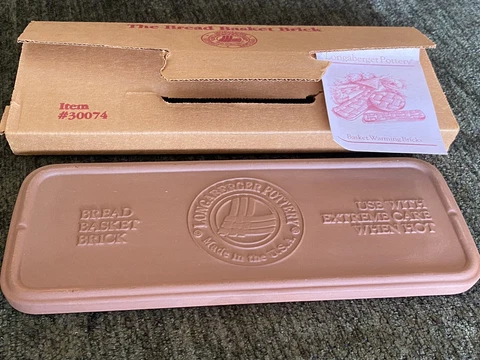 The Bread Basket Brick
Item
#30074
Longaberger Pottery
Basket Warming Brick
BREAD
BASKET
BRICK
LONGABERGER POTTERY
Made in the U.S.A.
USE WITH
EXTREME CARE
WHEN HOT